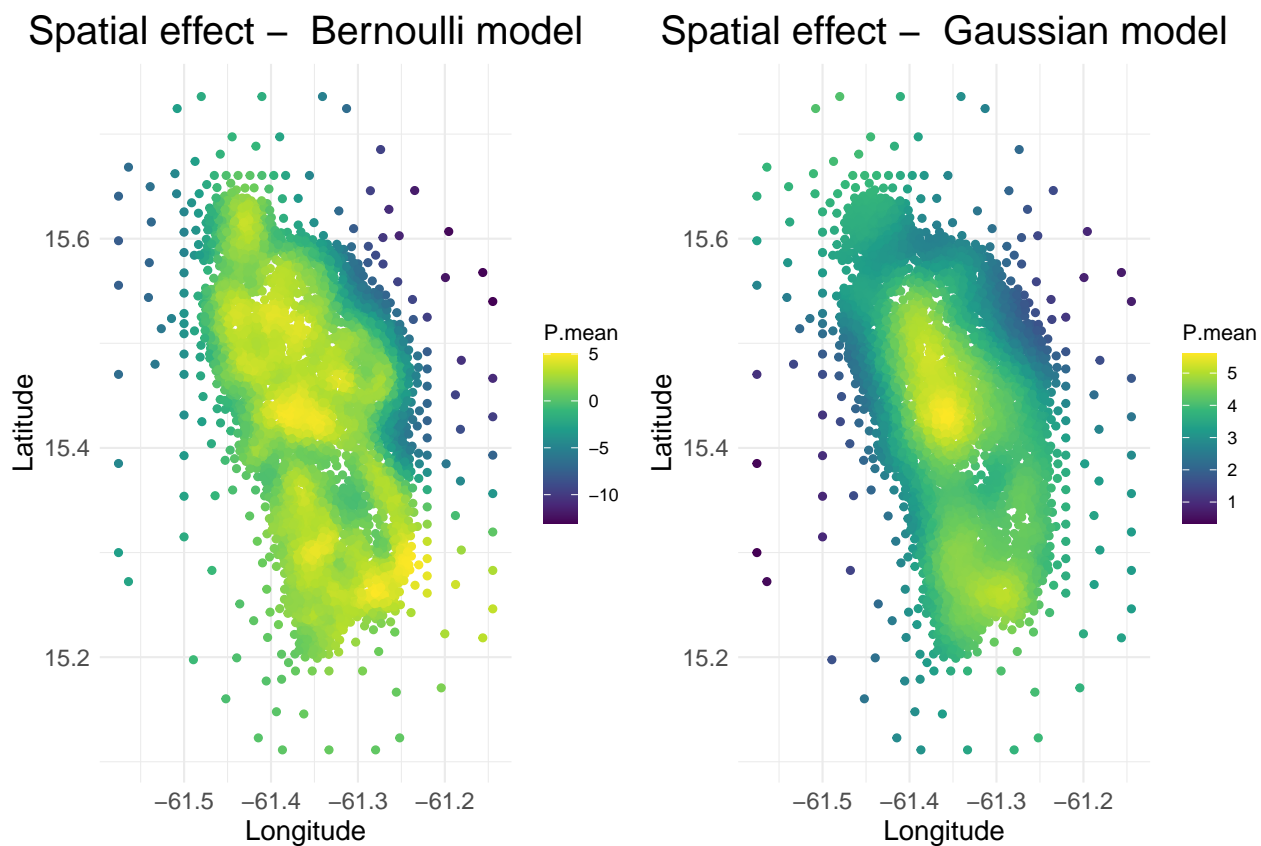 Spatial effect –  Bernoulli model
Latitude
15.6
15.4
15.2
−61.5 −61.4 −61.3 −61.2
Longitude
P.mean
5
0
−5
−10
Spatial effect –  Gaussian model
Latitude
15.6
15.4
15.2
−61.5 −61.4 −61.3 −61.2
Longitude
P.mean
5
4
3
2
1